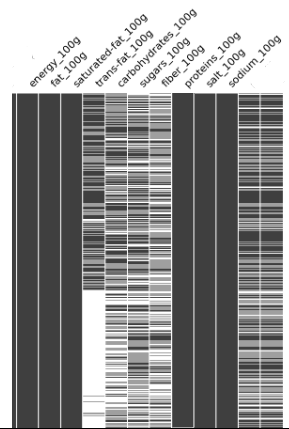 energy_100g
fat_100g
saturated-fat_100g
trans-fat_100g
carbohydrates_100g
sugars_100g
fiber_100g
proteins_100g
salt_100g
sodium_100g